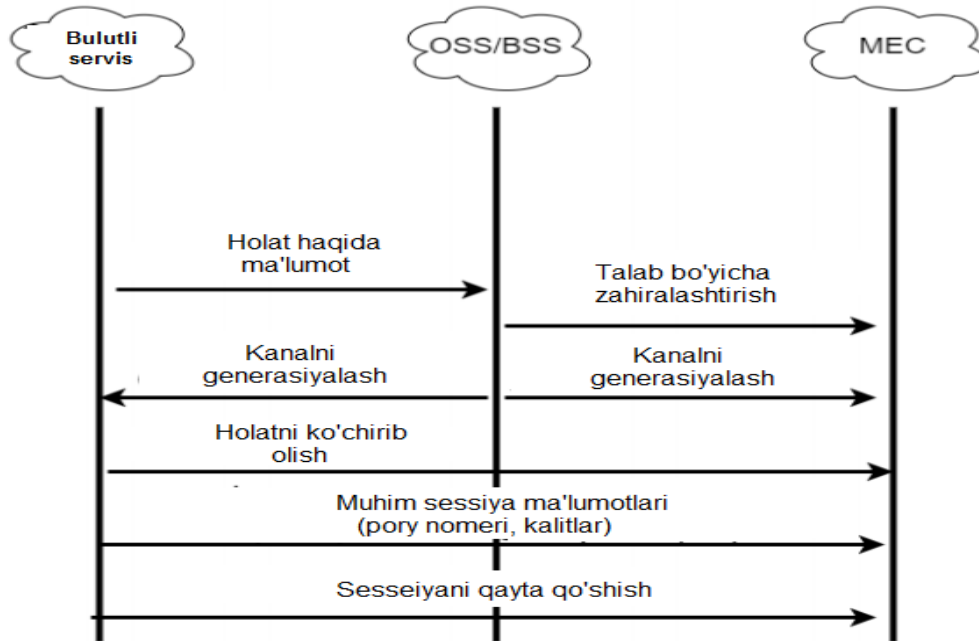 Bulutli
servis
OSS/BSS
MEC
Holat haqida
ma'lumot
Talab bo'yicha
zahiralashtirish
Kanalni
generasiyalash
Kanalni
generasiyalash
Holatni ko'chirib
olish
Muhim sessiya ma'lumotlari
(pory nomeri, kalitlar)
Sesseiyani qayta qo'shish